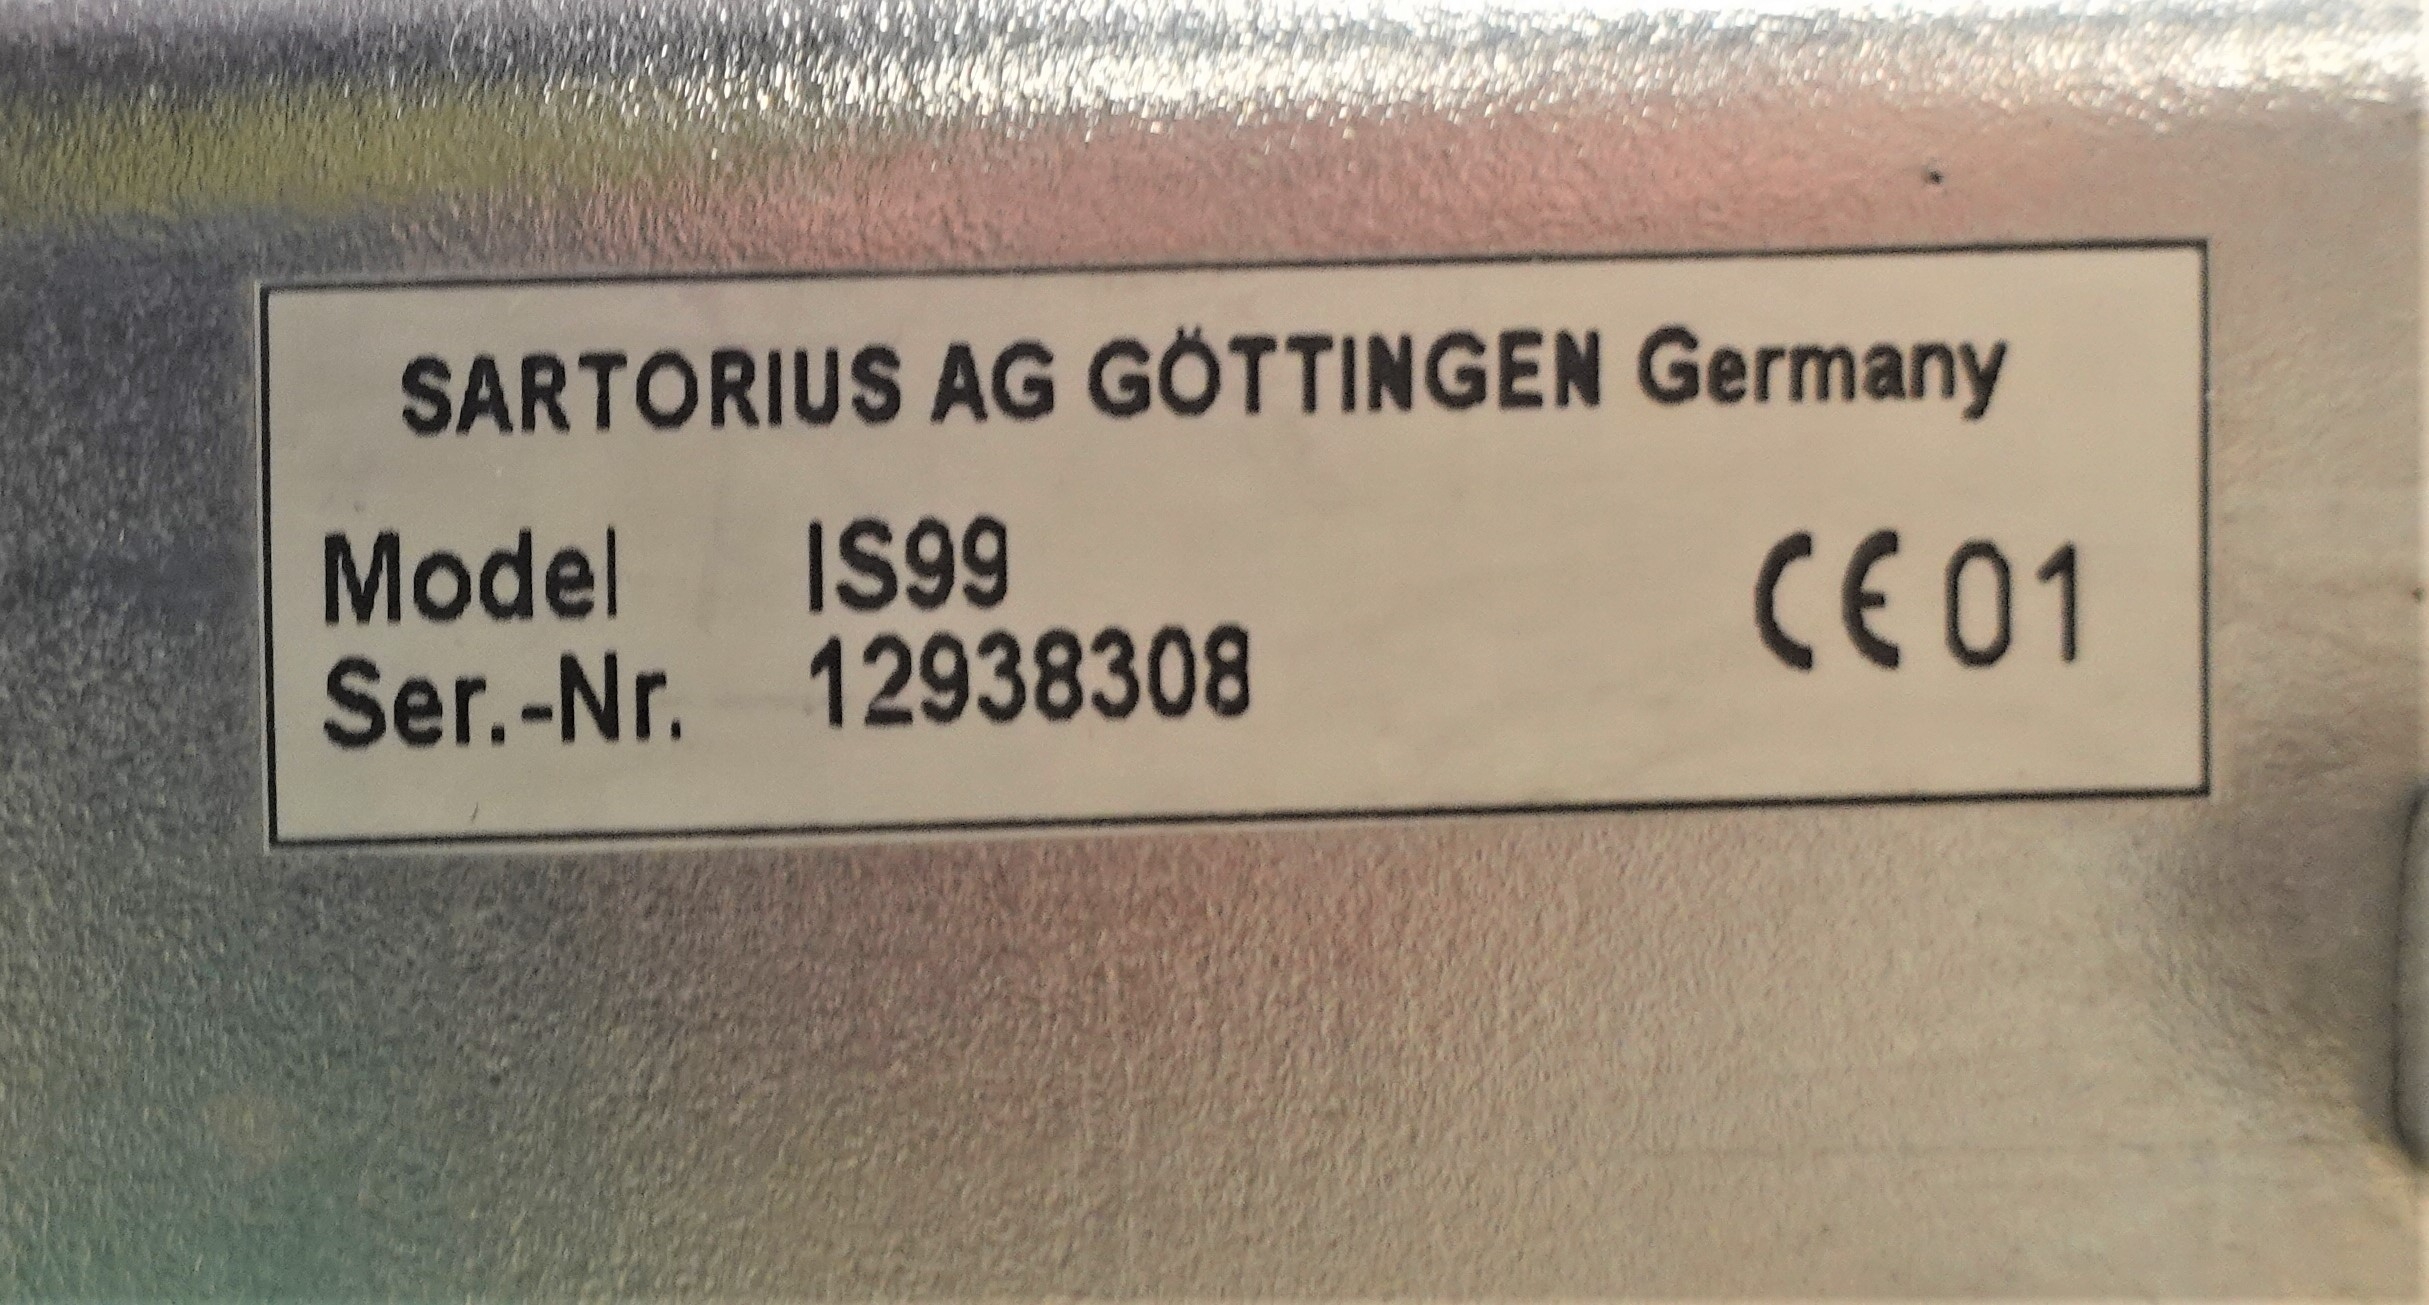 SARTORIUS AG GÖTTINGEN Germany
Model IS99
Ser.-Nr. 12938308
CE 01